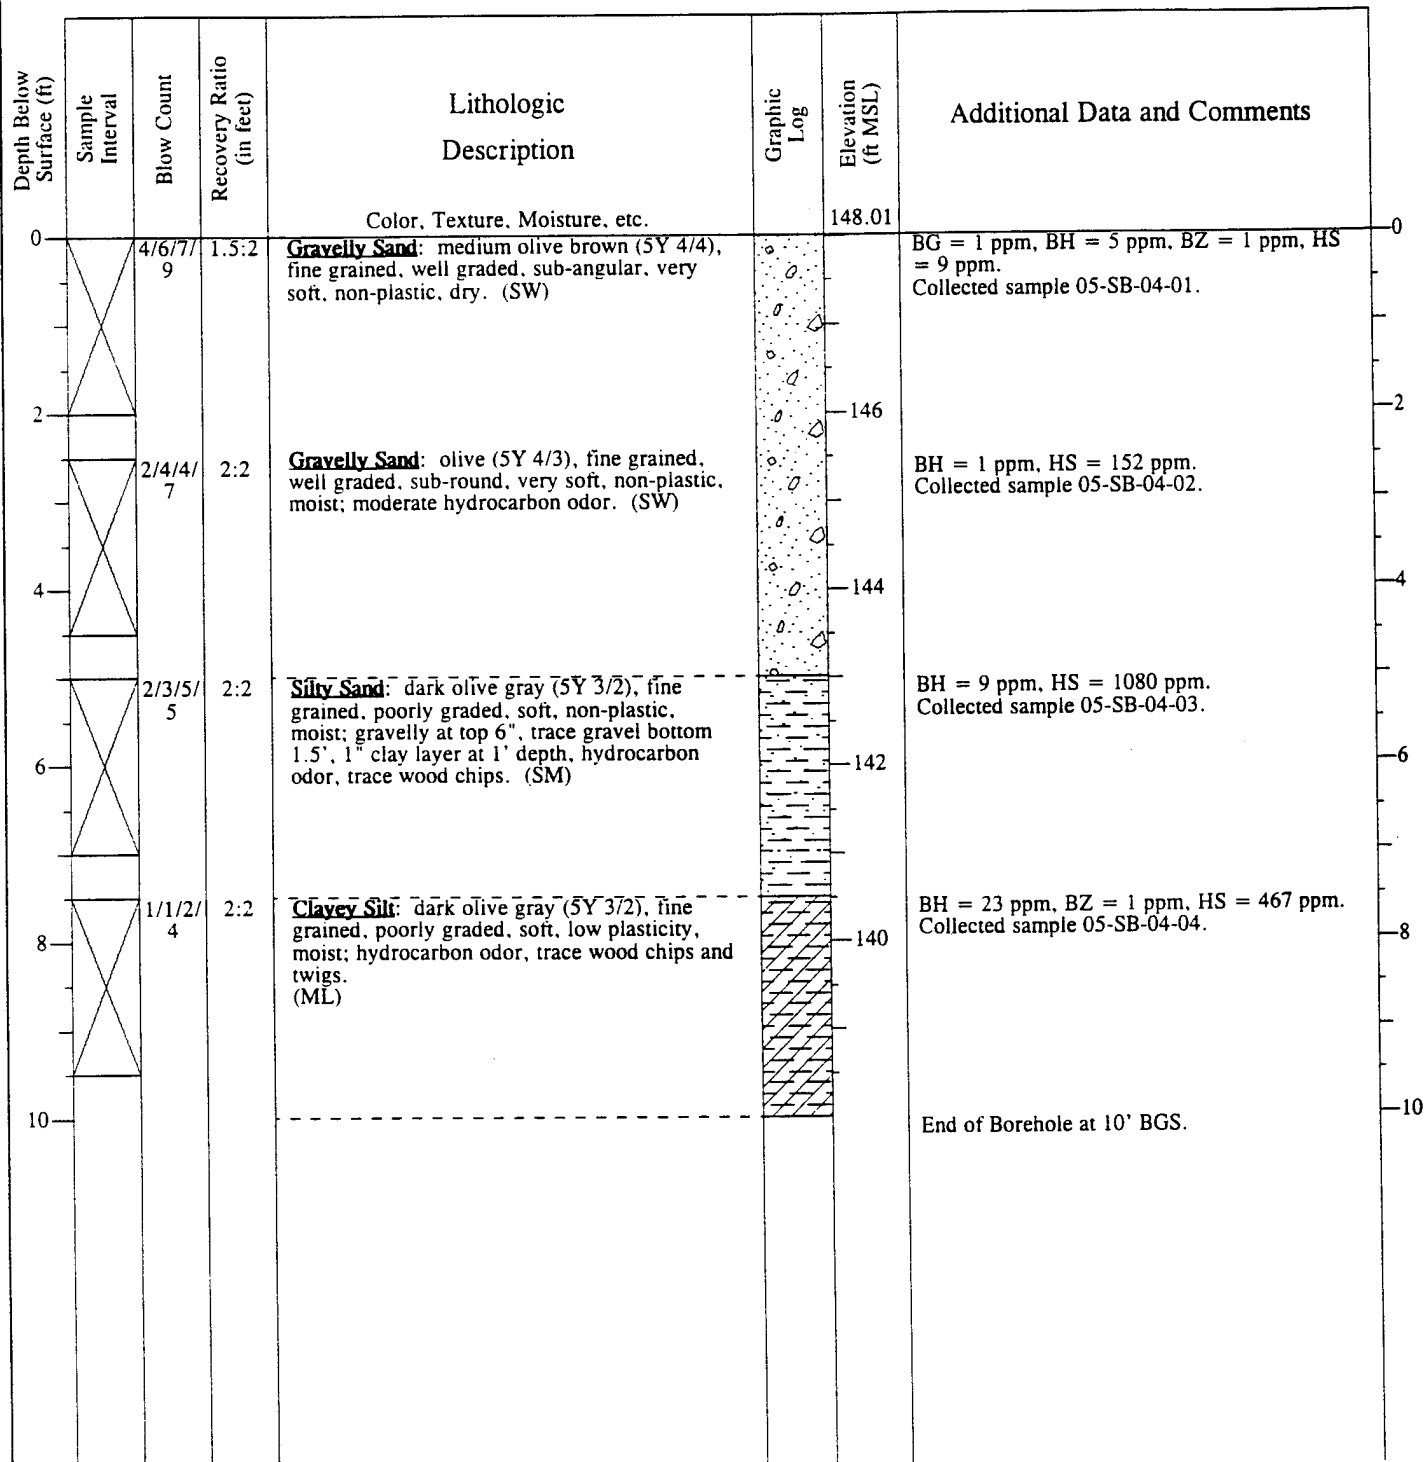 Depth Below
Surface (ft)
Sample
Interval
Blow Count
Recovery Ratio
(in feet)
Lithologic
Description
Color, Texture, Moisture, etc.
Graphic
Log
Elevation
(ft MSL)
148.01
Additional Data and Comments
0
4/6/7/
9
1.5:2
Gravelly Sand: medium olive brown (5Y 4/4),
fine grained, well graded, sub-angular, very
soft, non-plastic, dry. (SW)
BG = 1 ppm, BH = 5 ppm, BZ = 1 ppm, HS
= 9 ppm.
Collected sample 05-SB-04-01.
0
2
146
2
2/4/4/
7
2:2
Gravelly Sand: olive (5Y 4/3), fine grained,
well graded, sub-round, very soft, non-plastic,
moist; moderate hydrocarbon odor. (SW)
BH = 1 ppm, HS = 152 ppm.
Collected sample 05-SB-04-02.
4
144
4
2/3/5/
5
2:2
Silty Sand: dark olive gray (5Y 3/2), fine
grained, poorly graded, soft, non-plastic,
moist; gravelly at top 6", trace gravel bottom
1.5', 1" clay layer at 1' depth, hydrocarbon
odor, trace wood chips. (SM)
BH = 9 ppm, HS = 1080 ppm.
Collected sample 05-SB-04-03.
6
142
6
1/1/2/
4
2:2
Clayey Silt: dark olive gray (5Y 3/2), fine
grained, poorly graded, soft, low plasticity,
moist; hydrocarbon odor, trace wood chips and
twigs.
(ML)
BH = 23 ppm, BZ = 1 ppm, HS = 467 ppm.
Collected sample 05-SB-04-04.
8
140
8
10
End of Borehole at 10' BGS.
10